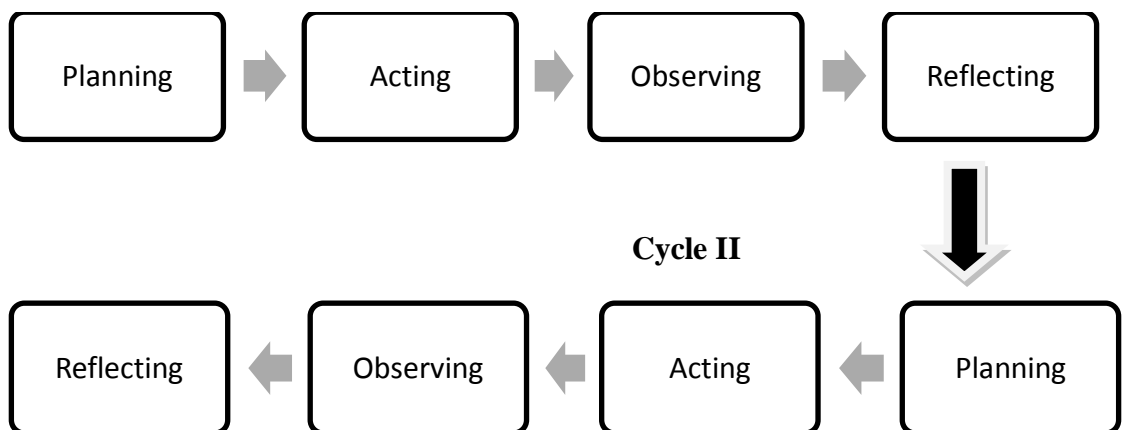 Planning
Acting
Observing
Reflecting
Cycle II
Reflecting
Observing
Acting
Planning